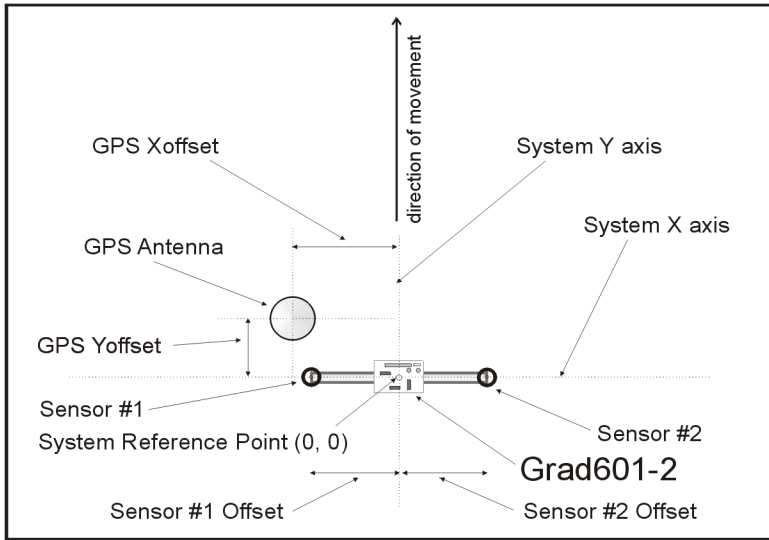 direction of movement
GPS Xoffset
System Y axis
System X axis
GPS Antenna
GPS Yoffset
Sensor #1
System Reference Point (0, 0)
Sensor #2
Grad601-2
Sensor #1 Offset
Sensor #2 Offset